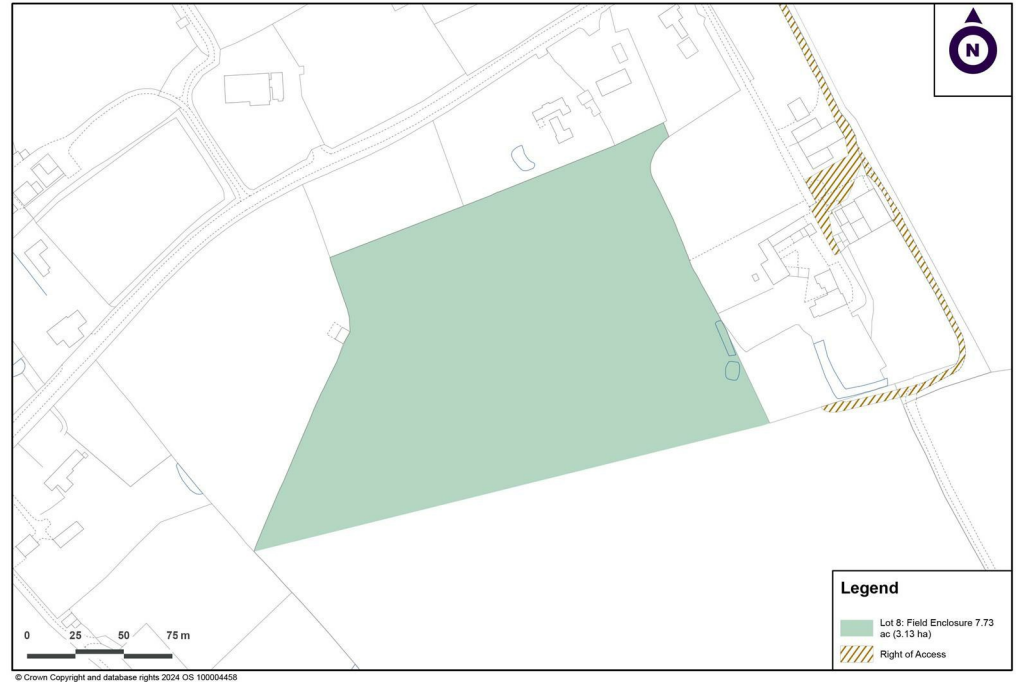 N
Legend
Lot 8: Field Enclosure 7.73
ac (3.13 ha)
Right of Access
0 25 50 75 m
© Crown Copyright and database rights 2024 OS 100004458